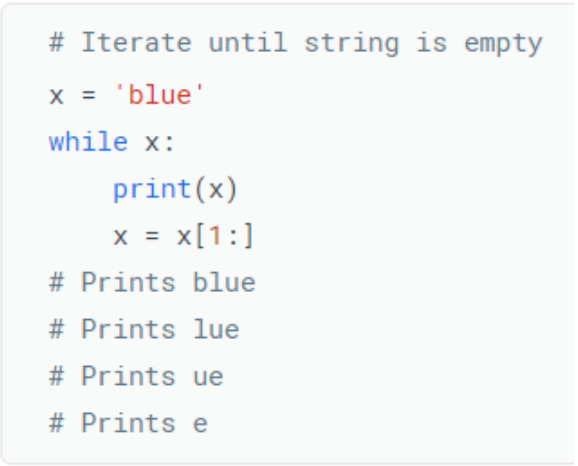 # Iterate until string is empty
x = 'blue'
while x:
    print(x)
    x = x[1:]
# Prints blue
# Prints lue
# Prints ue
# Prints e